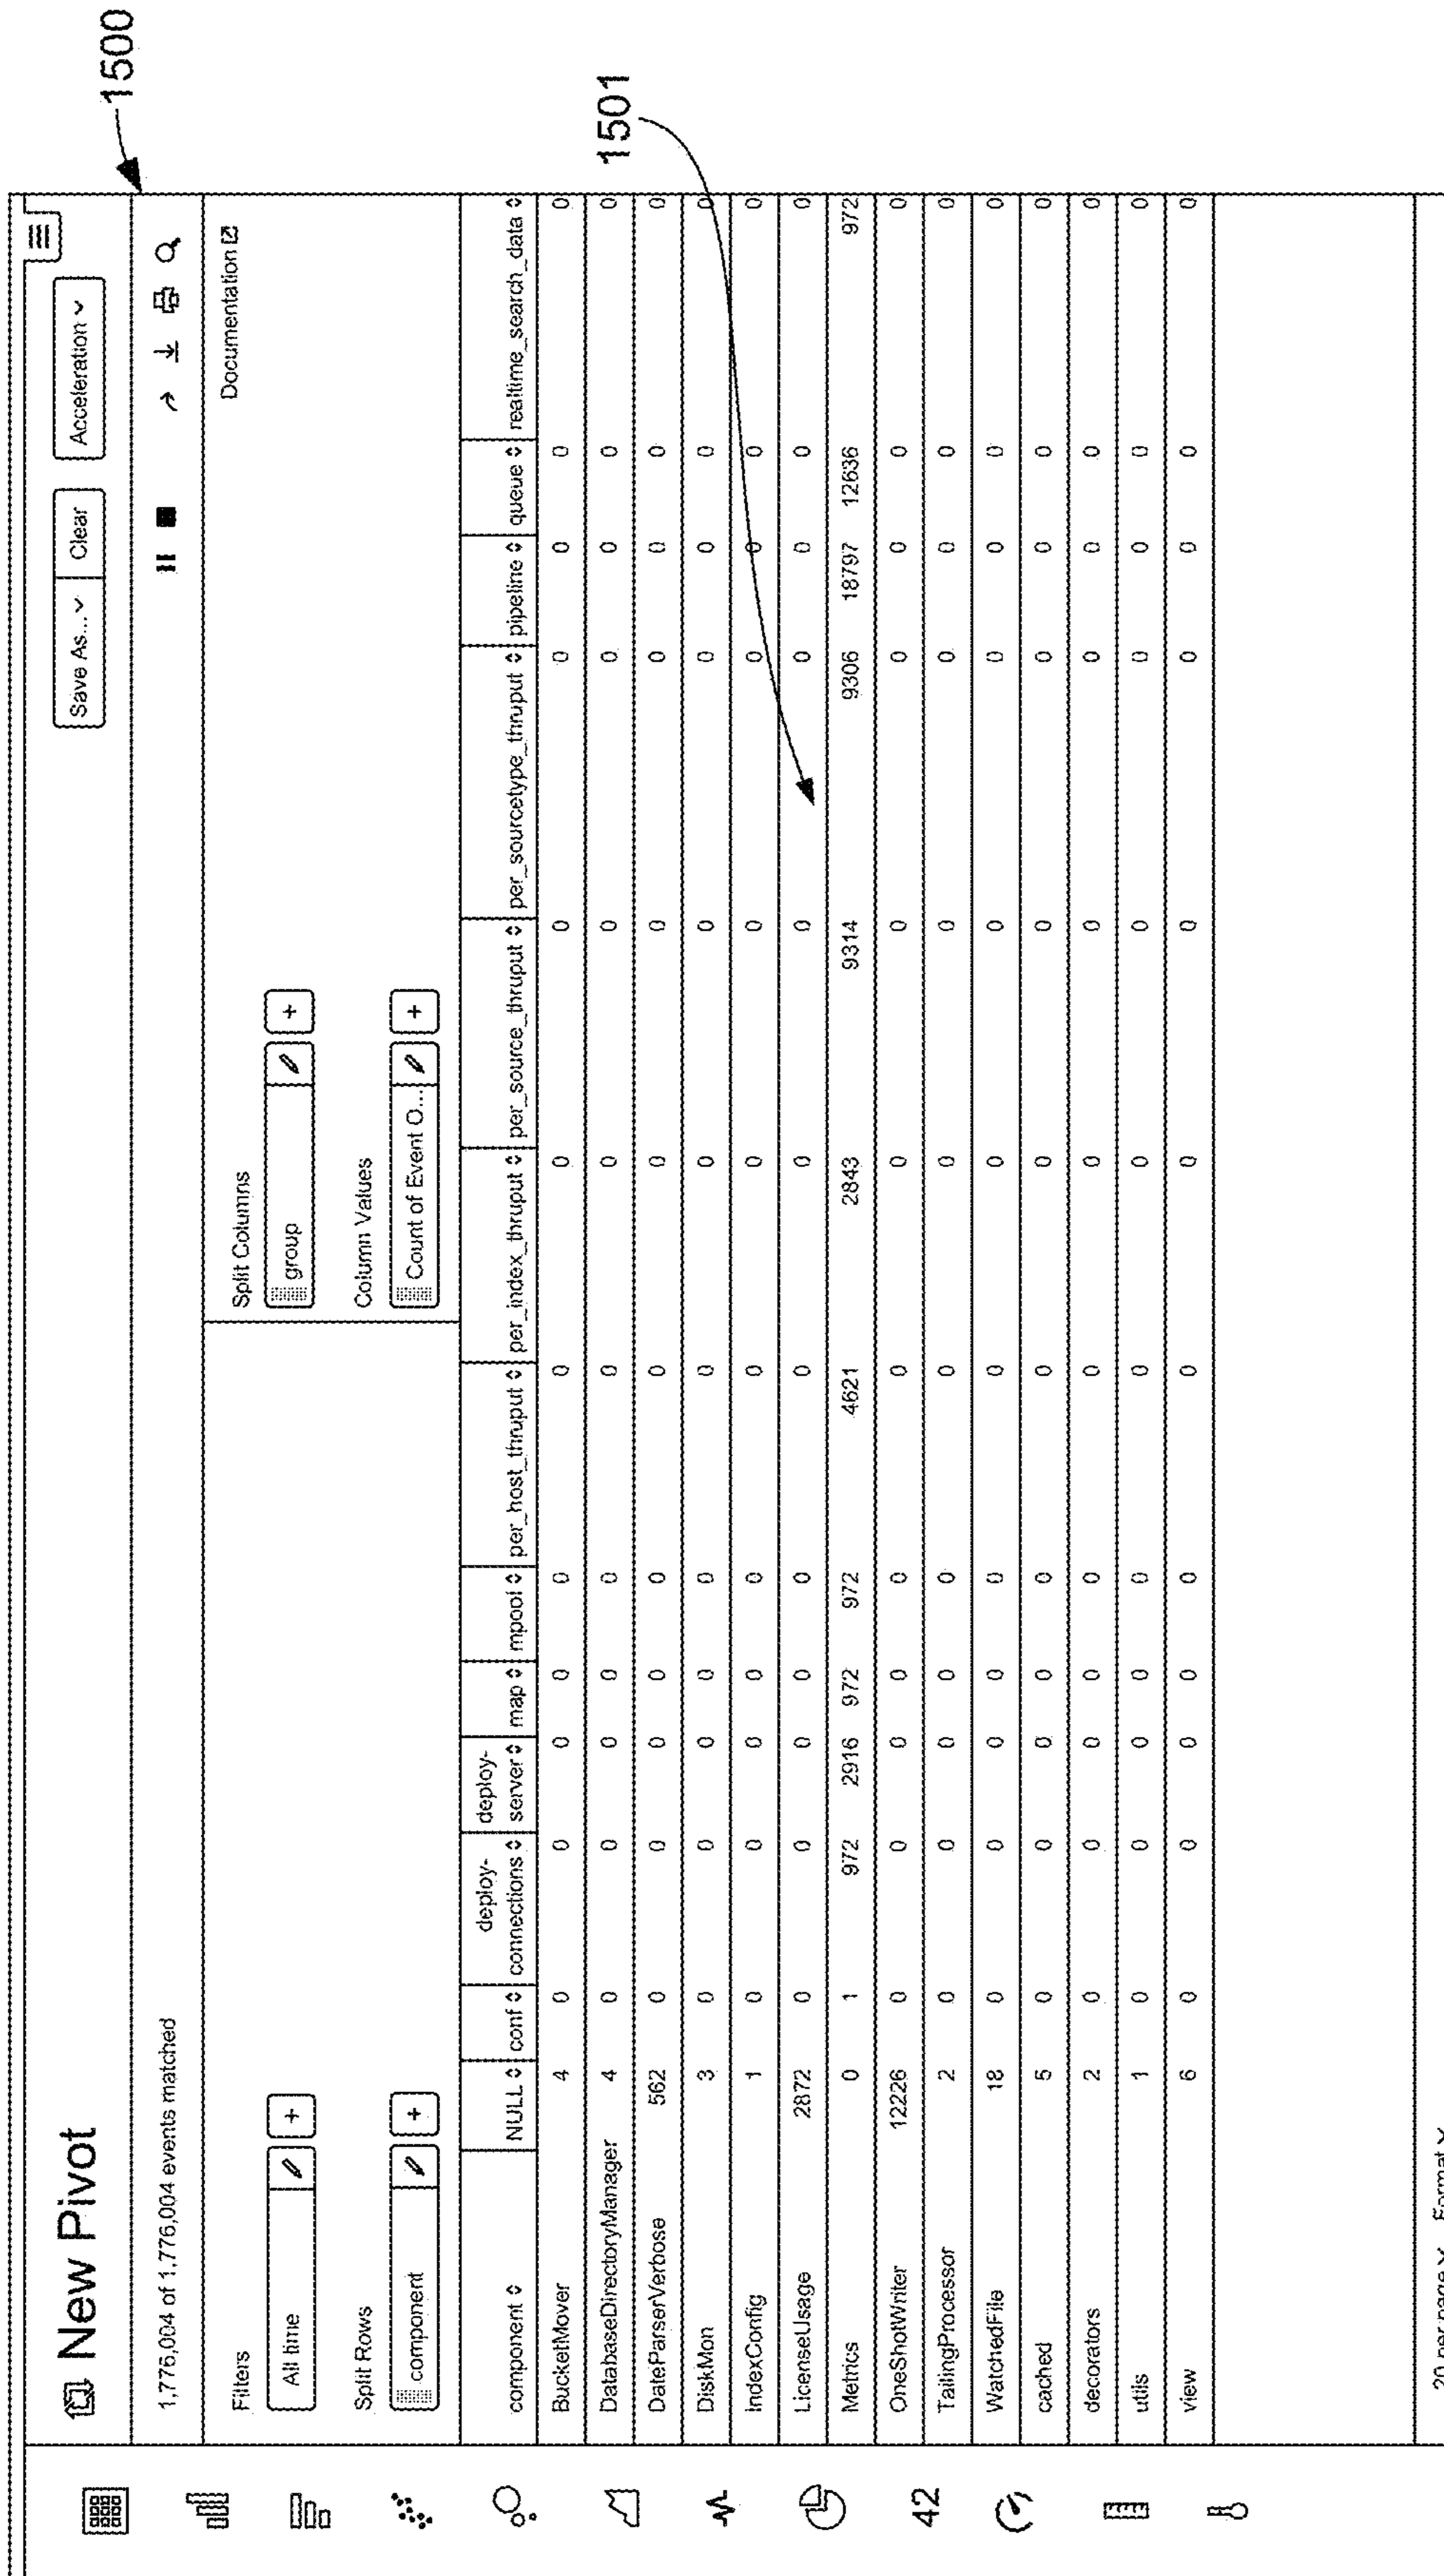 1500
1501
New Pivot
Save As... Clear Acceleration
1,776,004 of 1,776,004 events matched
Filters Split Columns Documentation
All time + group +
Split Rows Column Values
component + Count of Event O... +
component NULL conf deploy-connections deploy-server map mpool per_host_thruput per_index_thruput per_source_thruput per_sourcetype_thruput pipeline queue realtime_search_data
BucketMover 4 0 0 0 0 0 0 0 0 0 0 0 0
DatabaseDirectoryManager 4 0 0 0 0 0 0 0 0 0 0 0 0
DateParserVerbose 562 0 0 0 0 0 0 0 0 0 0 0 0
DiskMon 3 0 0 0 0 0 0 0 0 0 0 0 0
IndexConfig 1 0 0 0 0 0 0 0 0 0 0 0 0
LicenseUsage 2872 0 0 0 0 0 0 0 0 0 0 0 0
Metrics 0 1 972 2916 972 972 4621 2843 9314 9306 18797 12636 972
OneShotWriter 12226 0 0 0 0 0 0 0 0 0 0 0 0
TailingProcessor 2 0 0 0 0 0 0 0 0 0 0 0 0
WatchedFile 18 0 0 0 0 0 0 0 0 0 0 0 0
cached 5 0 0 0 0 0 0 0 0 0 0 0 0
decorators 2 0 0 0 0 0 0 0 0 0 0 0 0
utils 1 0 0 0 0 0 0 0 0 0 0 0 0
view 6 0 0 0 0 0 0 0 0 0 0 0 0
42
20 per page Format